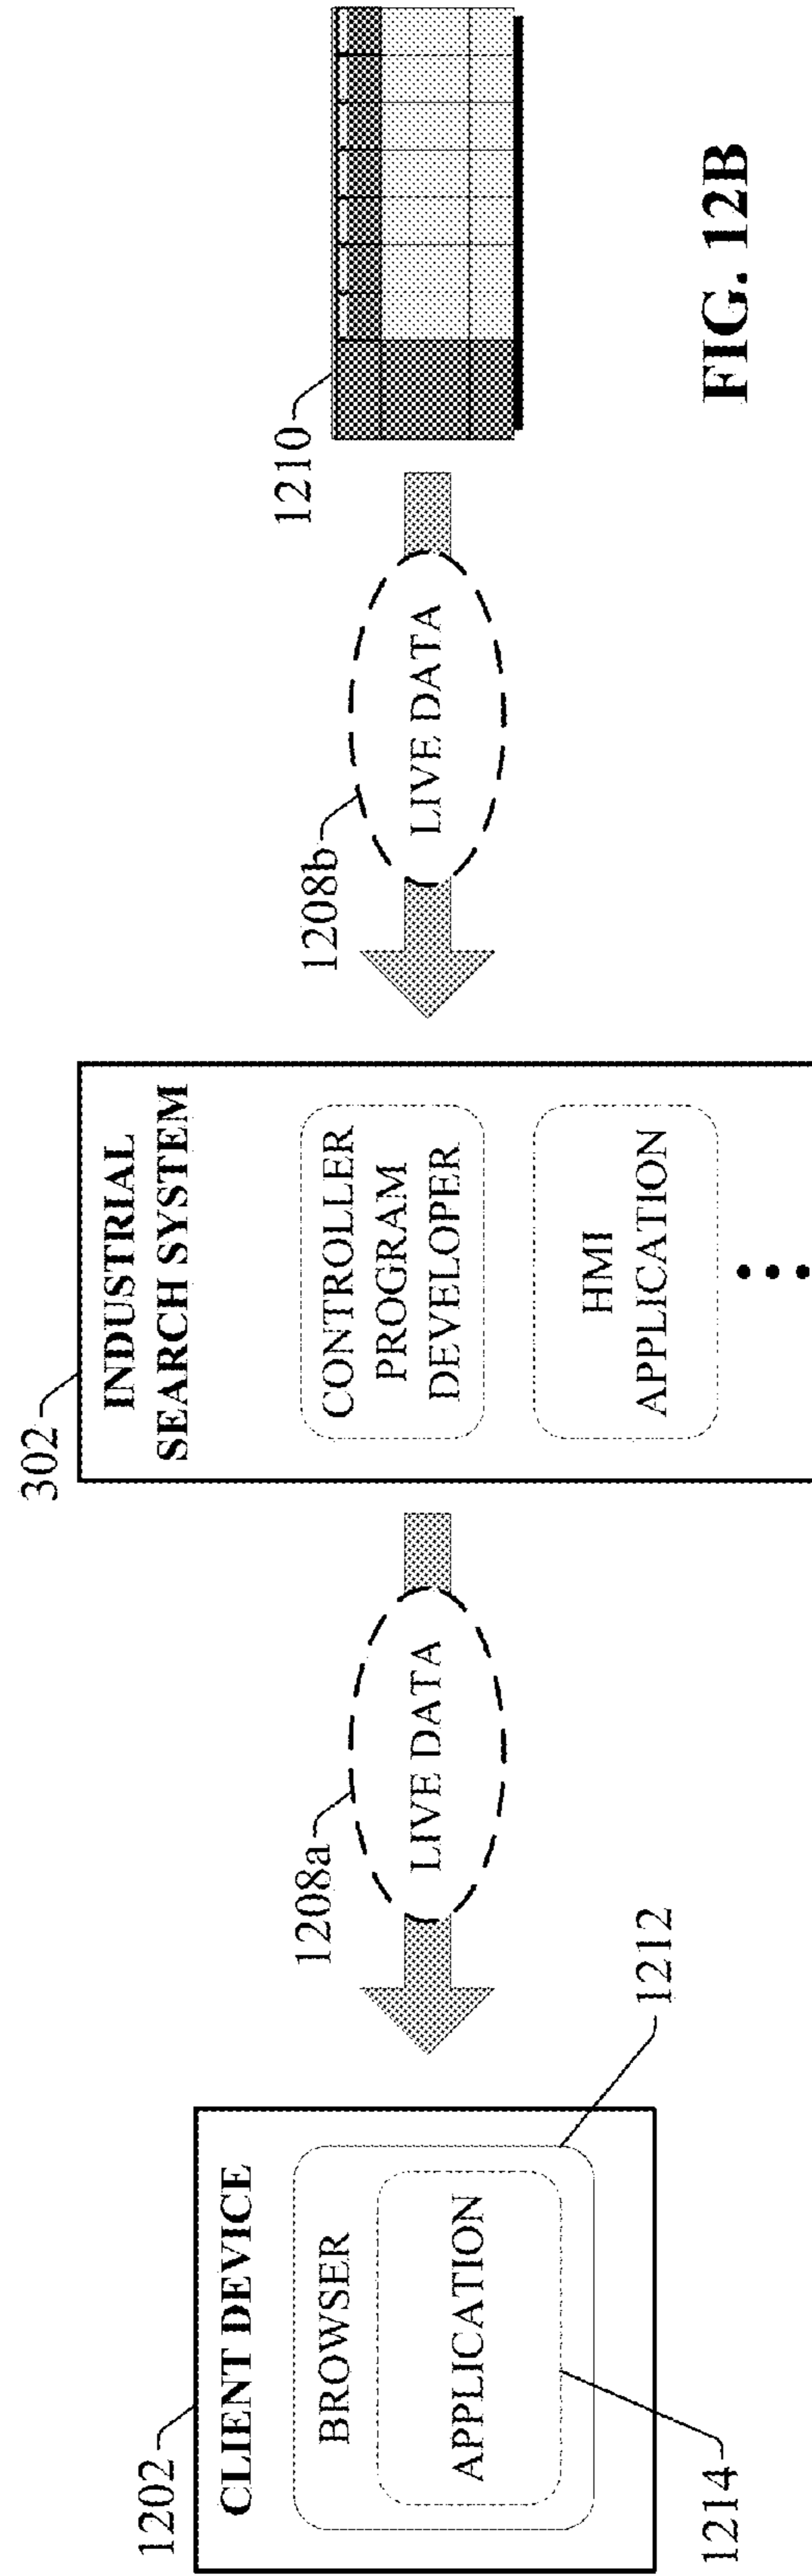 1202
CLIENT DEVICE
BROWSER
APPLICATION
1214
1212
1208a
LIVE DATA
302
INDUSTRIAL
SEARCH SYSTEM
CONTROLLER
PROGRAM
DEVELOPER
HMI
APPLICATION
1208b
LIVE DATA
1210
FIG. 12B